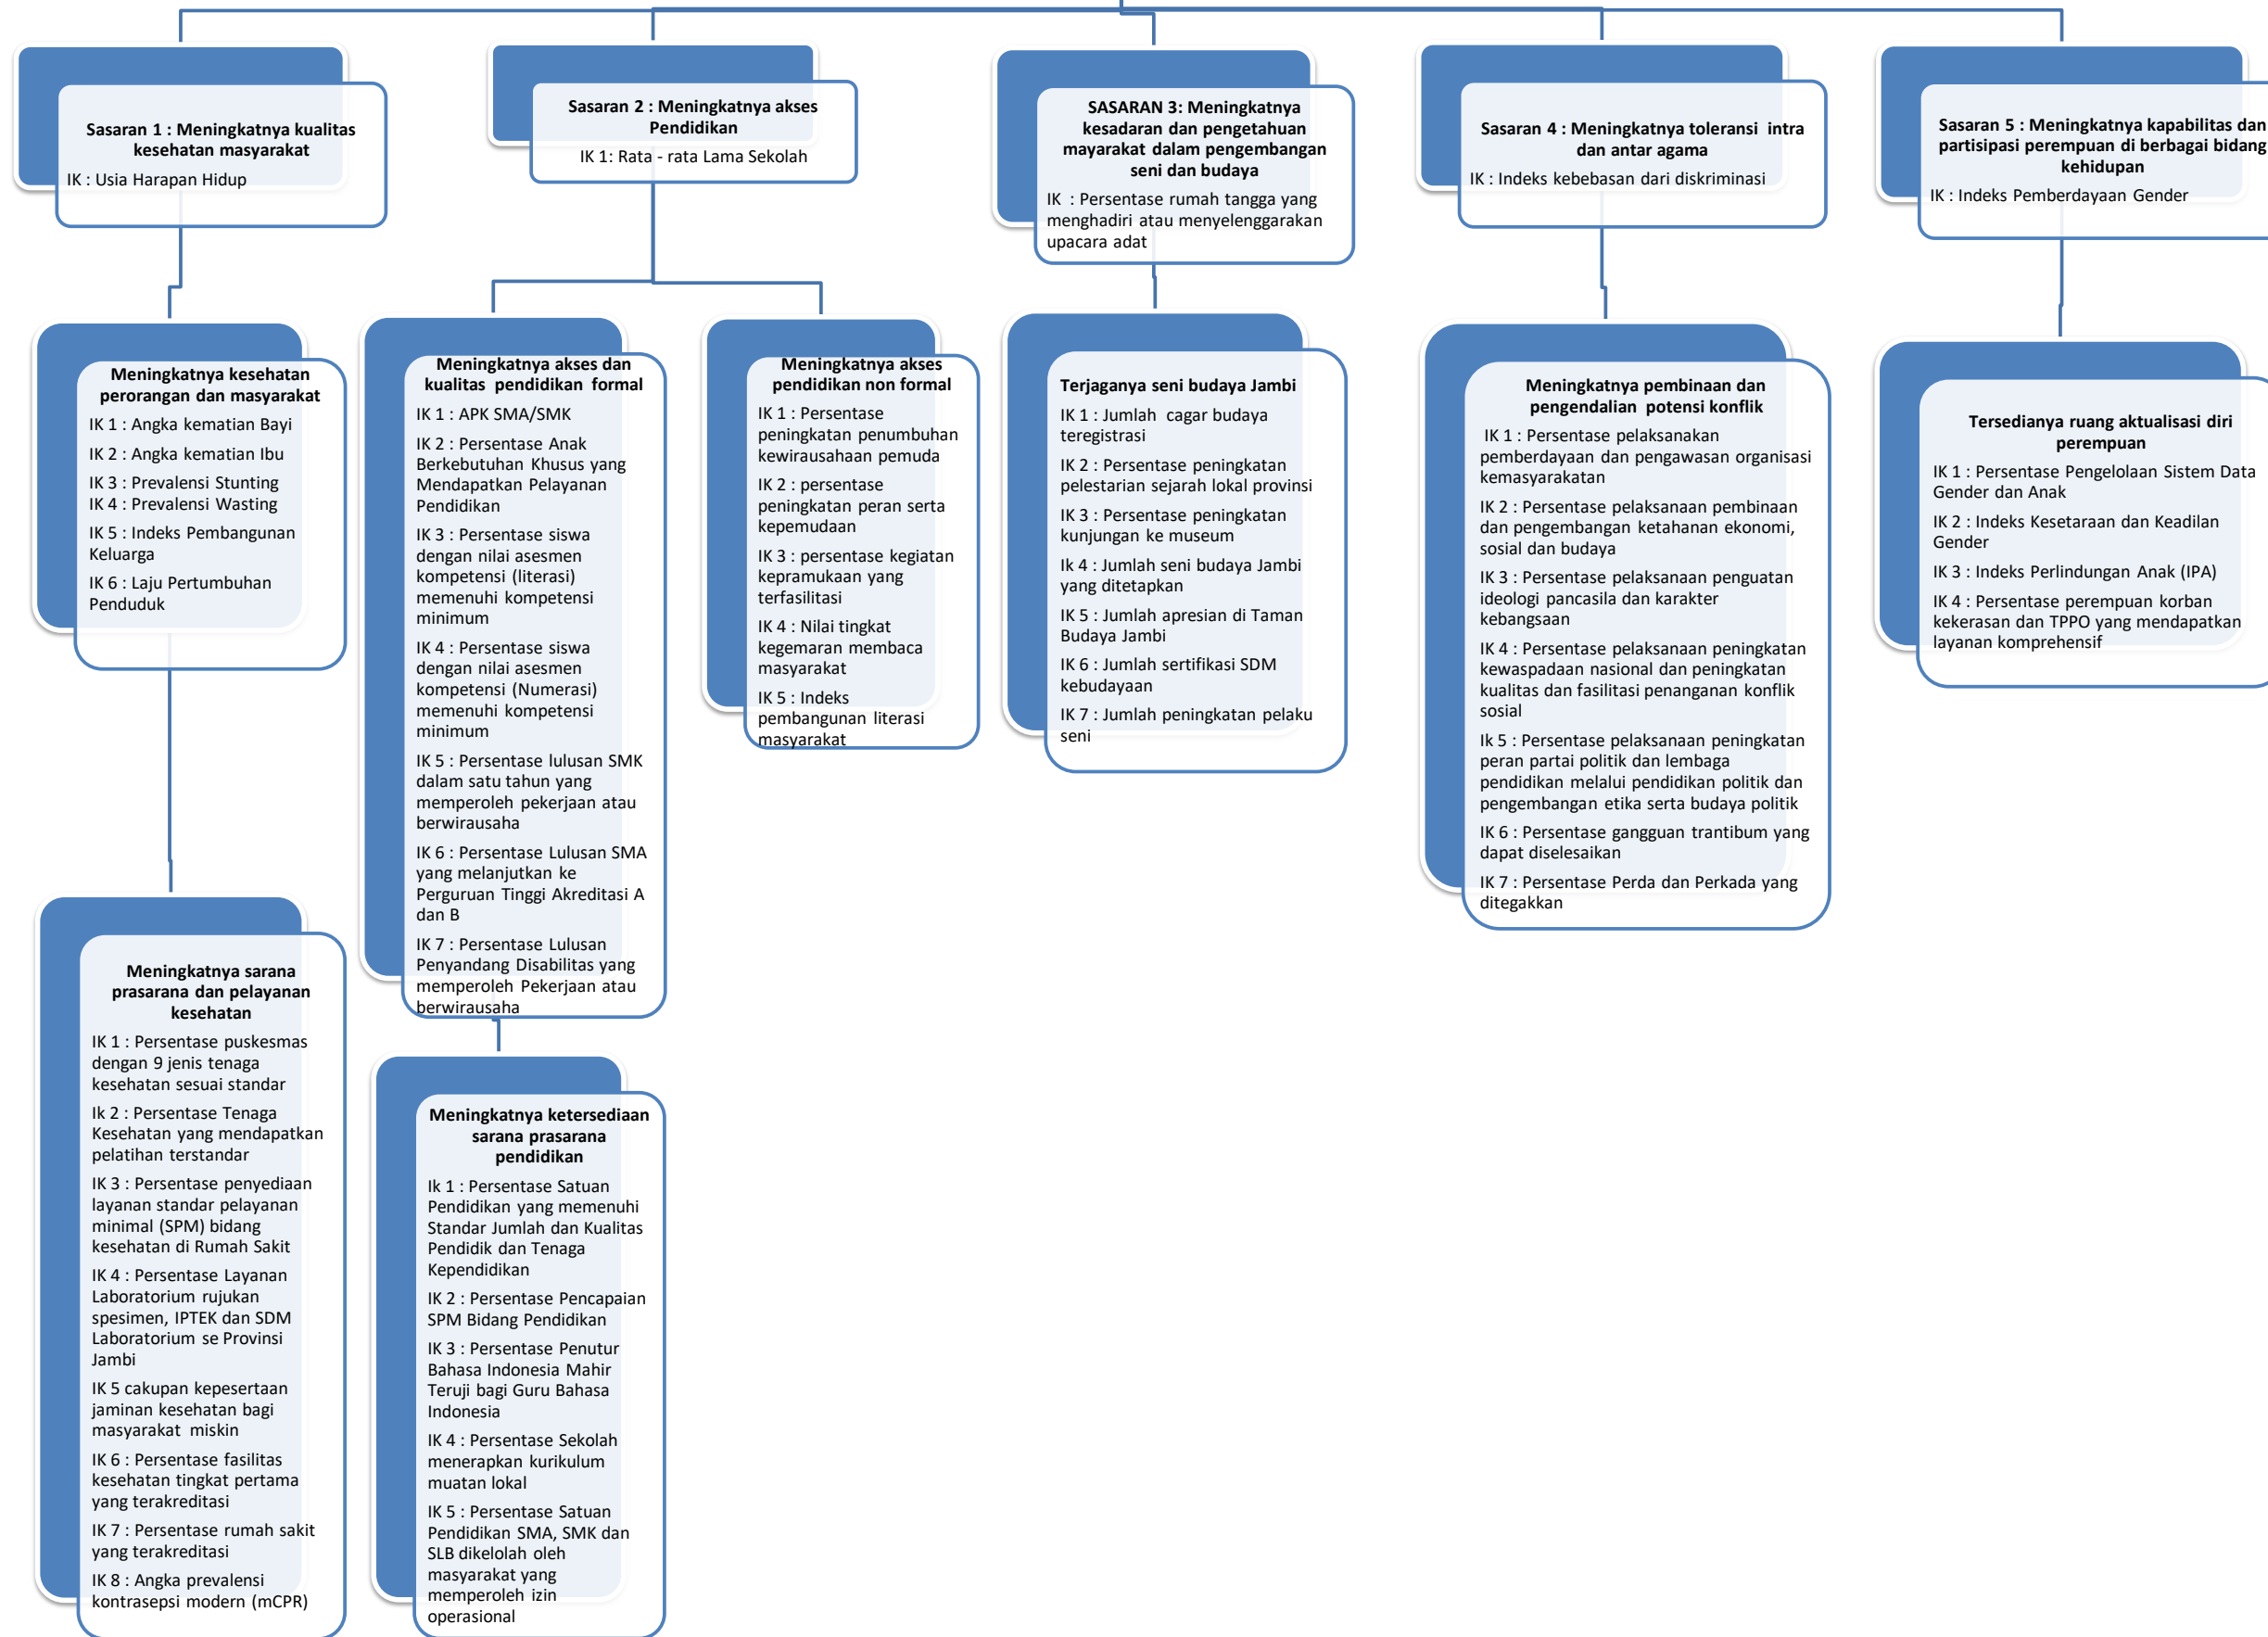 Sasaran 1 : Meningkatnya kualitas
kesehatan masyarakat
IK : Usia Harapan Hidup
Sasaran 2 : Meningkatnya akses
Pendidikan
IK 1: Rata - rata Lama Sekolah
SASARAN 3: Meningkatnya
kesadaran dan pengetahuan
mayarakat dalam pengembangan
seni dan budaya
IK : Persentase rumah tangga yang
menghadiri atau menyelenggarakan
upacara adat
Sasaran 4 : Meningkatnya toleransi intra
dan antar agama
IK : Indeks kebebasan dari diskriminasi
Sasaran 5 : Meningkatnya kapabilitas dan
partisipasi perempuan di berbagai bidang
kehidupan
IK : Indeks Pemberdayaan Gender
Meningkatnya kesehatan
perorangan dan masyarakat
IK 1 : Angka kematian Bayi
IK 2 : Angka kematian Ibu
IK 3 : Prevalensi Stunting
IK 4 : Prevalensi Wasting
IK 5 : Indeks Pembangunan
Keluarga
IK 6 : Laju Pertumbuhan
Penduduk
Meningkatnya akses dan
kualitas pendidikan formal
IK 1 : APK SMA/SMK
IK 2 : Persentase Anak
Berkebutuhan Khusus yang
Mendapatkan Pelayanan
Pendidikan
IK 3 : Persentase siswa
dengan nilai asesmen
kompetensi (literasi)
memenuhi kompetensi
minimum
IK 4 : Persentase siswa
dengan nilai asesmen
kompetensi (Numerasi)
memenuhi kompetensi
minimum
IK 5 : Persentase lulusan SMK
dalam satu tahun yang
memperoleh pekerjaan atau
berwirausaha
IK 6 : Persentase Lulusan SMA
yang melanjutkan ke
Perguruan Tinggi Akreditasi A
dan B
IK 7 : Persentase Lulusan
Penyandang Disabilitas yang
memperoleh Pekerjaan atau
berwirausaha
Meningkatnya akses
pendidikan non formal
IK 1 : Persentase
peningkatan penumbuhan
kewirausahaan pemuda
IK 2 : persentase
peningkatan peran serta
kepemudaan
IK 3 : persentase kegiatan
kepramukaan yang
terfasilitasi
IK 4 : Nilai tingkat
kegemaran membaca
masyarakat
IK 5 : Indeks
pembangunan literasi
masyarakat
Terjaganya seni budaya Jambi
IK 1 : Jumlah cagar budaya
teregistrasi
IK 2 : Persentase peningkatan
pelestarian sejarah lokal provinsi
IK 3 : Persentase peningkatan
kunjungan ke museum
Ik 4 : Jumlah seni budaya Jambi
yang ditetapkan
IK 5 : Jumlah apresian di Taman
Budaya Jambi
IK 6 : Jumlah sertifikasi SDM
kebudayaan
IK 7 : Jumlah peningkatan pelaku
seni
Meningkatnya pembinaan dan
pengendalian potensi konflik
IK 1 : Persentase pelaksanakan
pemberdayaan dan pengawasan organisasi
kemasyarakatan
IK 2 : Persentase pelaksanaan pembinaan
dan pengembangan ketahanan ekonomi,
sosial dan budaya
IK 3 : Persentase pelaksanaan penguatan
ideologi pancasila dan karakter
kebangsaan
IK 4 : Persentase pelaksanaan peningkatan
kewaspadaan nasional dan peningkatan
kualitas dan fasilitasi penanganan konflik
sosial
Ik 5 : Persentase pelaksanaan peningkatan
peran partai politik dan lembaga
pendidikan melalui pendidikan politik dan
pengembangan etika serta budaya politik
IK 6 : Persentase gangguan trantibum yang
dapat diselesaikan
IK 7 : Persentase Perda dan Perkada yang
ditegakkan
Tersedianya ruang aktualisasi diri
perempuan
IK 1 : Persentase Pengelolaan Sistem Data
Gender dan Anak
IK 2 : Indeks Kesetaraan dan Keadilan
Gender
IK 3 : Indeks Perlindungan Anak (IPA)
IK 4 : Persentase perempuan korban
kekerasan dan TPPO yang mendapatkan
layanan komprehensif
Meningkatnya sarana
prasarana dan pelayanan
kesehatan
IK 1 : Persentase puskesmas
dengan 9 jenis tenaga
kesehatan sesuai standar
Ik 2 : Persentase Tenaga
Kesehatan yang mendapatkan
pelatihan terstandar
IK 3 : Persentase penyediaan
layanan standar pelayanan
minimal (SPM) bidang
kesehatan di Rumah Sakit
IK 4 : Persentase Layanan
Laboratorium rujukan
spesimen, IPTEK dan SDM
Laboratorium se Provinsi
Jambi
IK 5 cakupan kepesertaan
jaminan kesehatan bagi
masyarakat miskin
IK 6 : Persentase fasilitas
kesehatan tingkat pertama
yang terakreditasi
IK 7 : Persentase rumah sakit
yang terakreditasi
IK 8 : Angka prevalensi
kontrasepsi modern (mCPR)
Meningkatnya ketersediaan
sarana prasarana
pendidikan
Ik 1 : Persentase Satuan
Pendidikan yang memenuhi
Standar Jumlah dan Kualitas
Pendidik dan Tenaga
Kependidikan
IK 2 : Persentase Pencapaian
SPM Bidang Pendidikan
IK 3 : Persentase Penutur
Bahasa Indonesia Mahir
Teruji bagi Guru Bahasa
Indonesia
IK 4 : Persentase Sekolah
menerapkan kurikulum
muatan lokal
IK 5 : Persentase Satuan
Pendidikan SMA, SMK dan
SLB dikelolah oleh
masyarakat yang
memperoleh izin
operasional